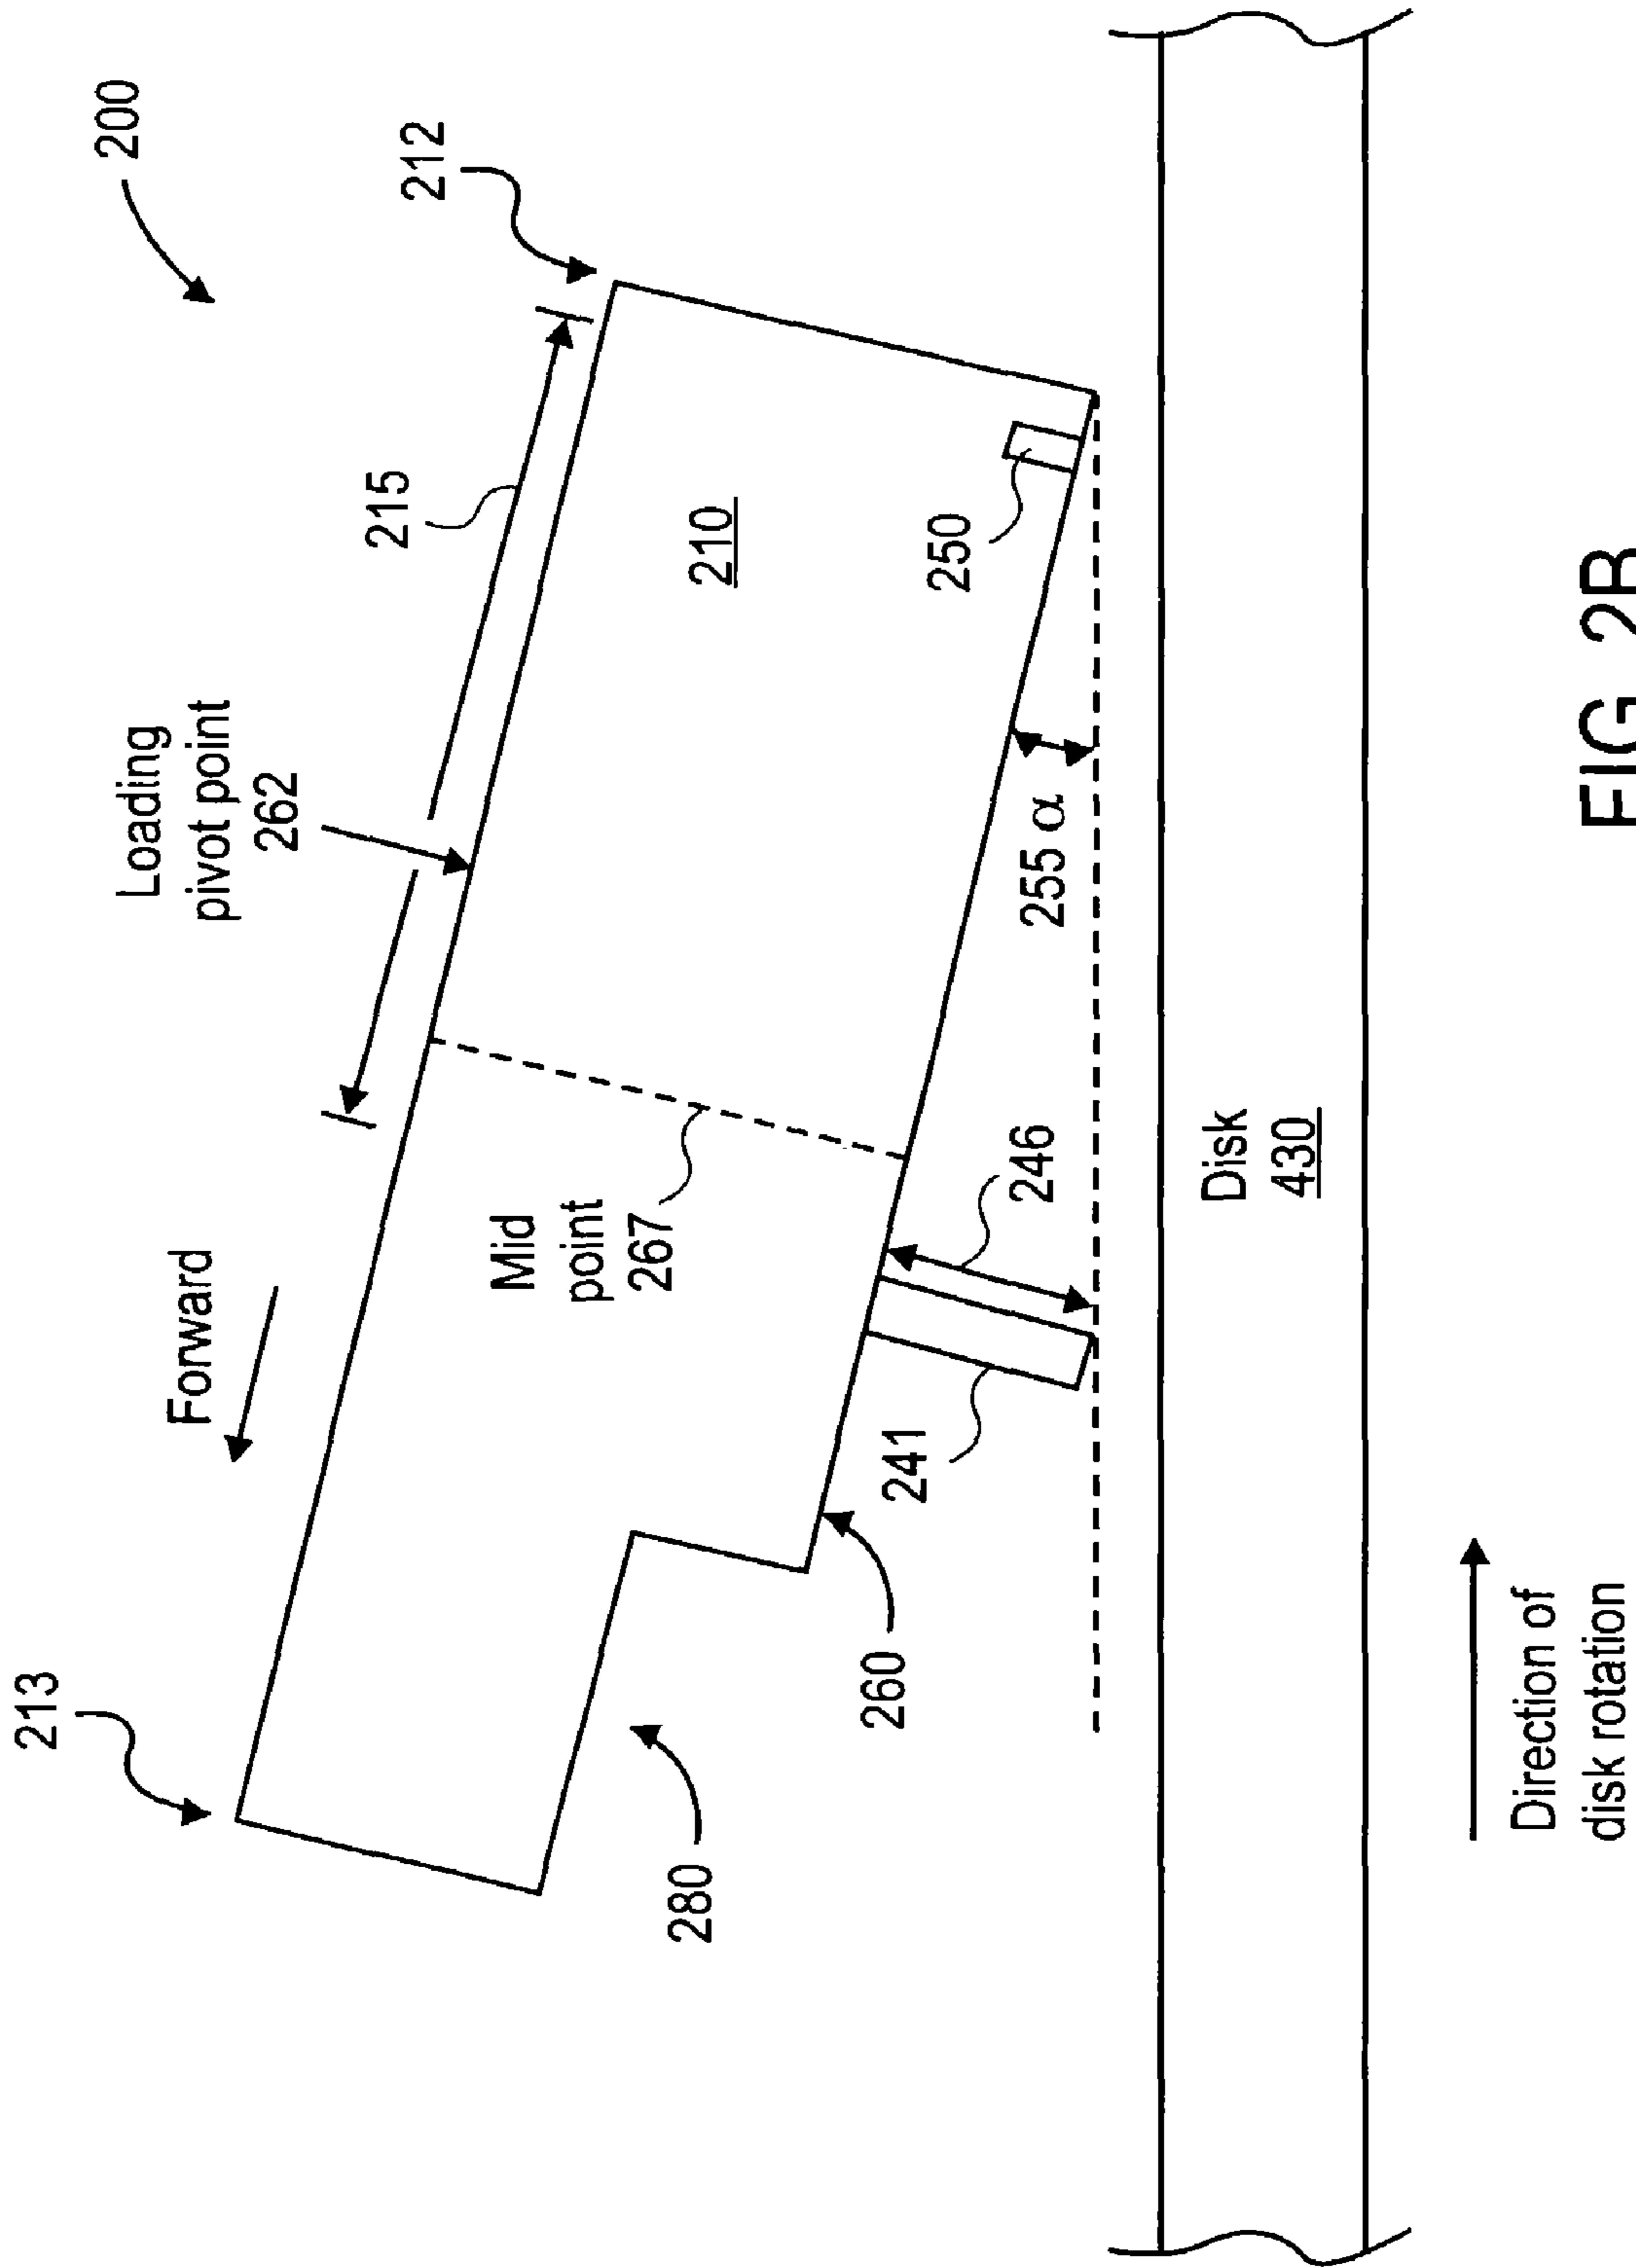 200
213
212
215
Loading
pivot point
262
Forward
210
Mid
point
267
250
280
260
241
246
255 α
Disk
430
Direction of
disk rotation
FIG. 2B